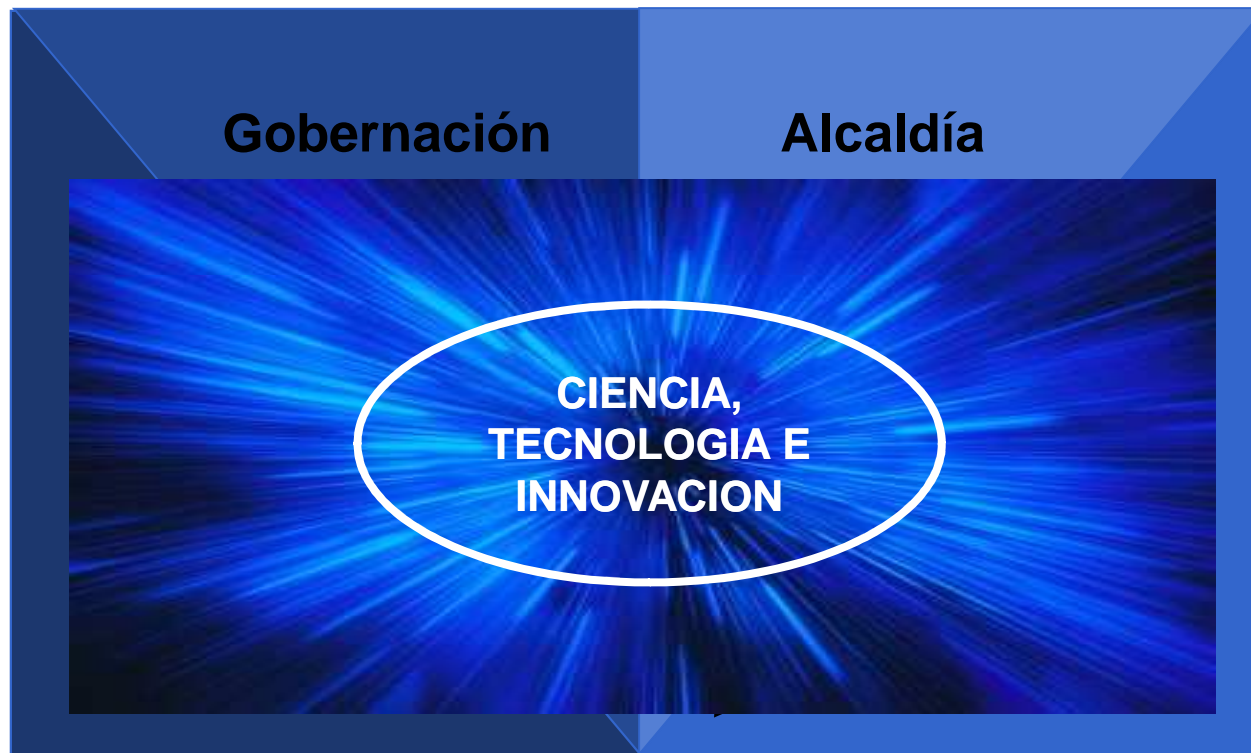 Gobernación
Alcaldía
CIENCIA,
TECNOLOGIA E
INNOVACION